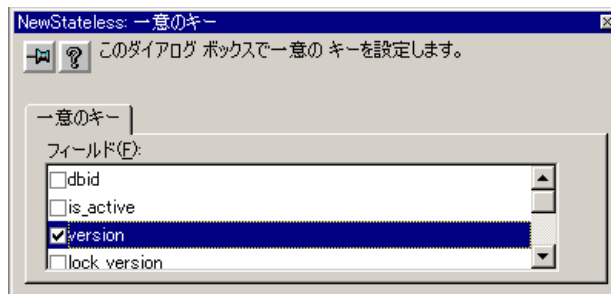 NewStateless: 一意のキー
このダイアログ ボックスで一意の キーを設定します。
一意のキー
フィールド(F):
dbid
is_active
version
lock_version